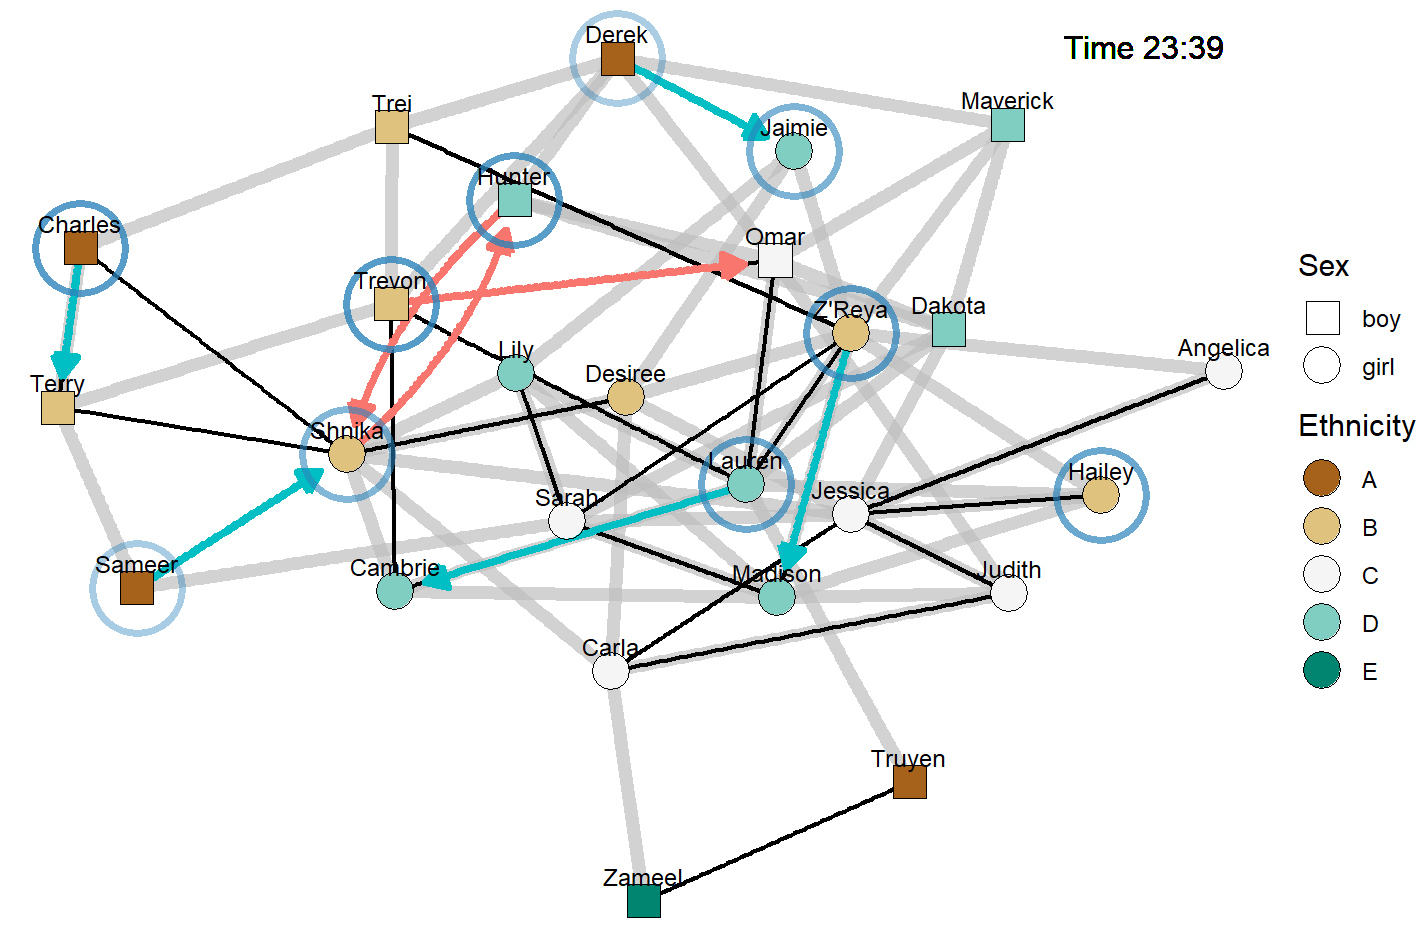 Derek
Time 23:39
Trei
Maverick
Jaimie
Hunter
Charles
Omar
Trevon
Z'Reya
Dakota
Lily
Angelica
Desiree
Terry
Shnika
Lauren
Hailey
Sarah
Jessica
Sameer
Cambrie
Madison
Judith
Carla
Truyen
Zameel
Sex
boy
girl
Ethnicity
A
B
C
D
E